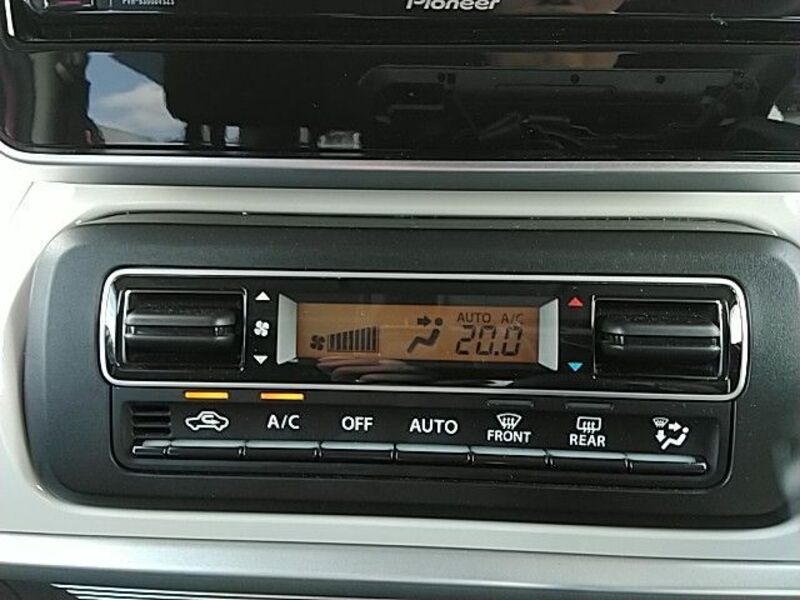 Pioneer
AUTO A/C
20.0
A/C OFF AUTO FRONT REAR